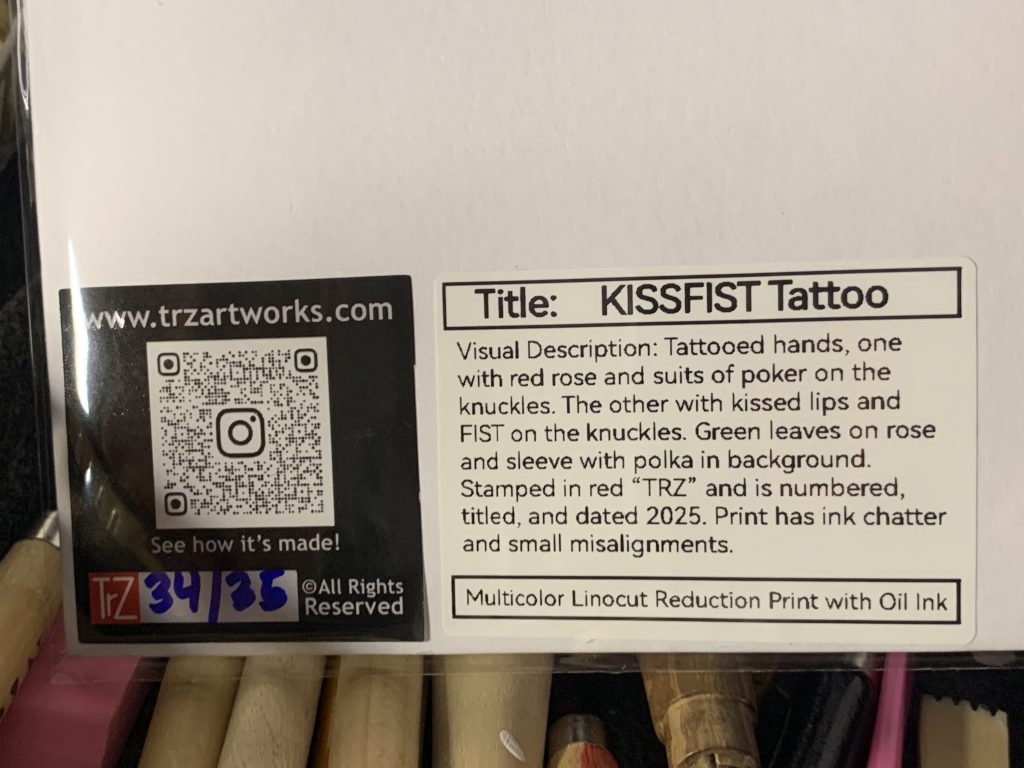 www.trzartworks.com
See how it's made!
TrZ 34/35 ©All Rights
Reserved
Title: KISSFIST Tattoo
Visual Description: Tattooed hands, one
with red rose and suits of poker on the
knuckles. The other with kissed lips and
FIST on the knuckles. Green leaves on rose
and sleeve with polka in background.
Stamped in red “TRZ” and is numbered,
titled, and dated 2025. Print has ink chatter
and small misalignments.
Multicolor Linocut Reduction Print with Oil Ink